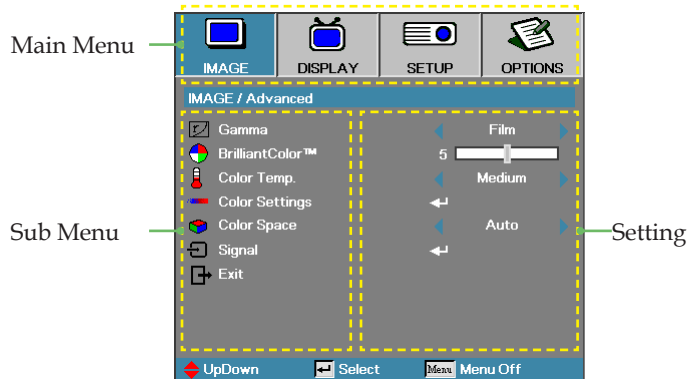 Main Menu
IMAGE DISPLAY SETUP OPTIONS
IMAGE / Advanced
Gamma Film
BrilliantColor™ 5
Color Temp. Medium
Color Settings
Sub Menu Color Space Auto Setting
Signal
Exit
UpDown Select Menu Menu Off